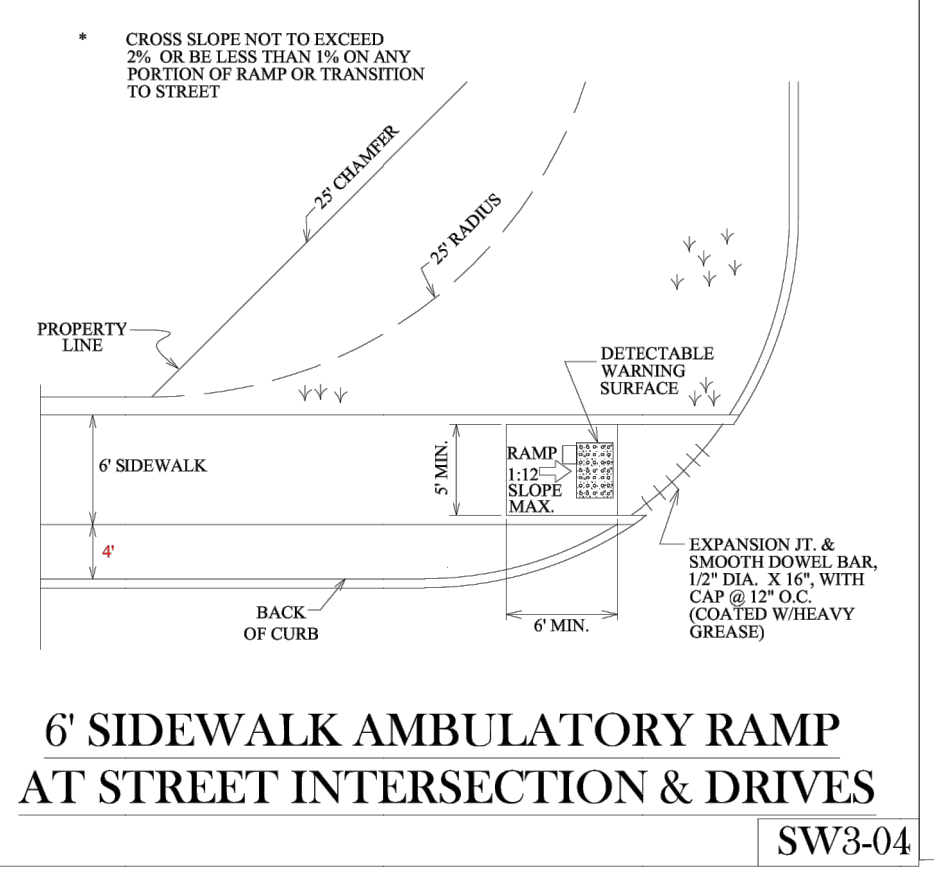 * CROSS SLOPE NOT TO EXCEED
2% OR BE LESS THAN 1% ON ANY
PORTION OF RAMP OR TRANSITION
TO STREET
25' CHAMFER
25' RADIUS
PROPERTY
LINE
DETECTABLE
WARNING
SURFACE
6' SIDEWALK
5' MIN.
RAMP
1:12
SLOPE
MAX.
4'
EXPANSION JT. &
SMOOTH DOWEL BAR,
1/2" DIA. X 16", WITH
CAP @ 12" O.C.
(COATED W/HEAVY
GREASE)
BACK
OF CURB
6' MIN.
6' SIDEWALK AMBULATORY RAMP
AT STREET INTERSECTION & DRIVES
SW3-04